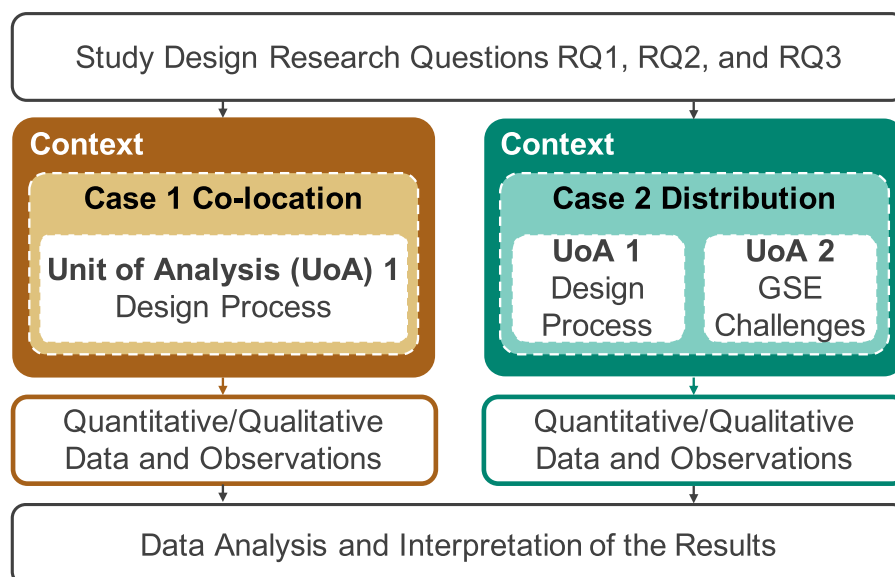 Study Design Research Questions RQ1, RQ2, and RQ3
Context
Case 1 Co-location
Unit of Analysis (UoA) 1
Design Process
Quantitative/Qualitative
Data and Observations
Context
Case 2 Distribution
UoA 1
Design
Process
UoA 2
GSE
Challenges
Quantitative/Qualitative
Data and Observations
Data Analysis and Interpretation of the Results